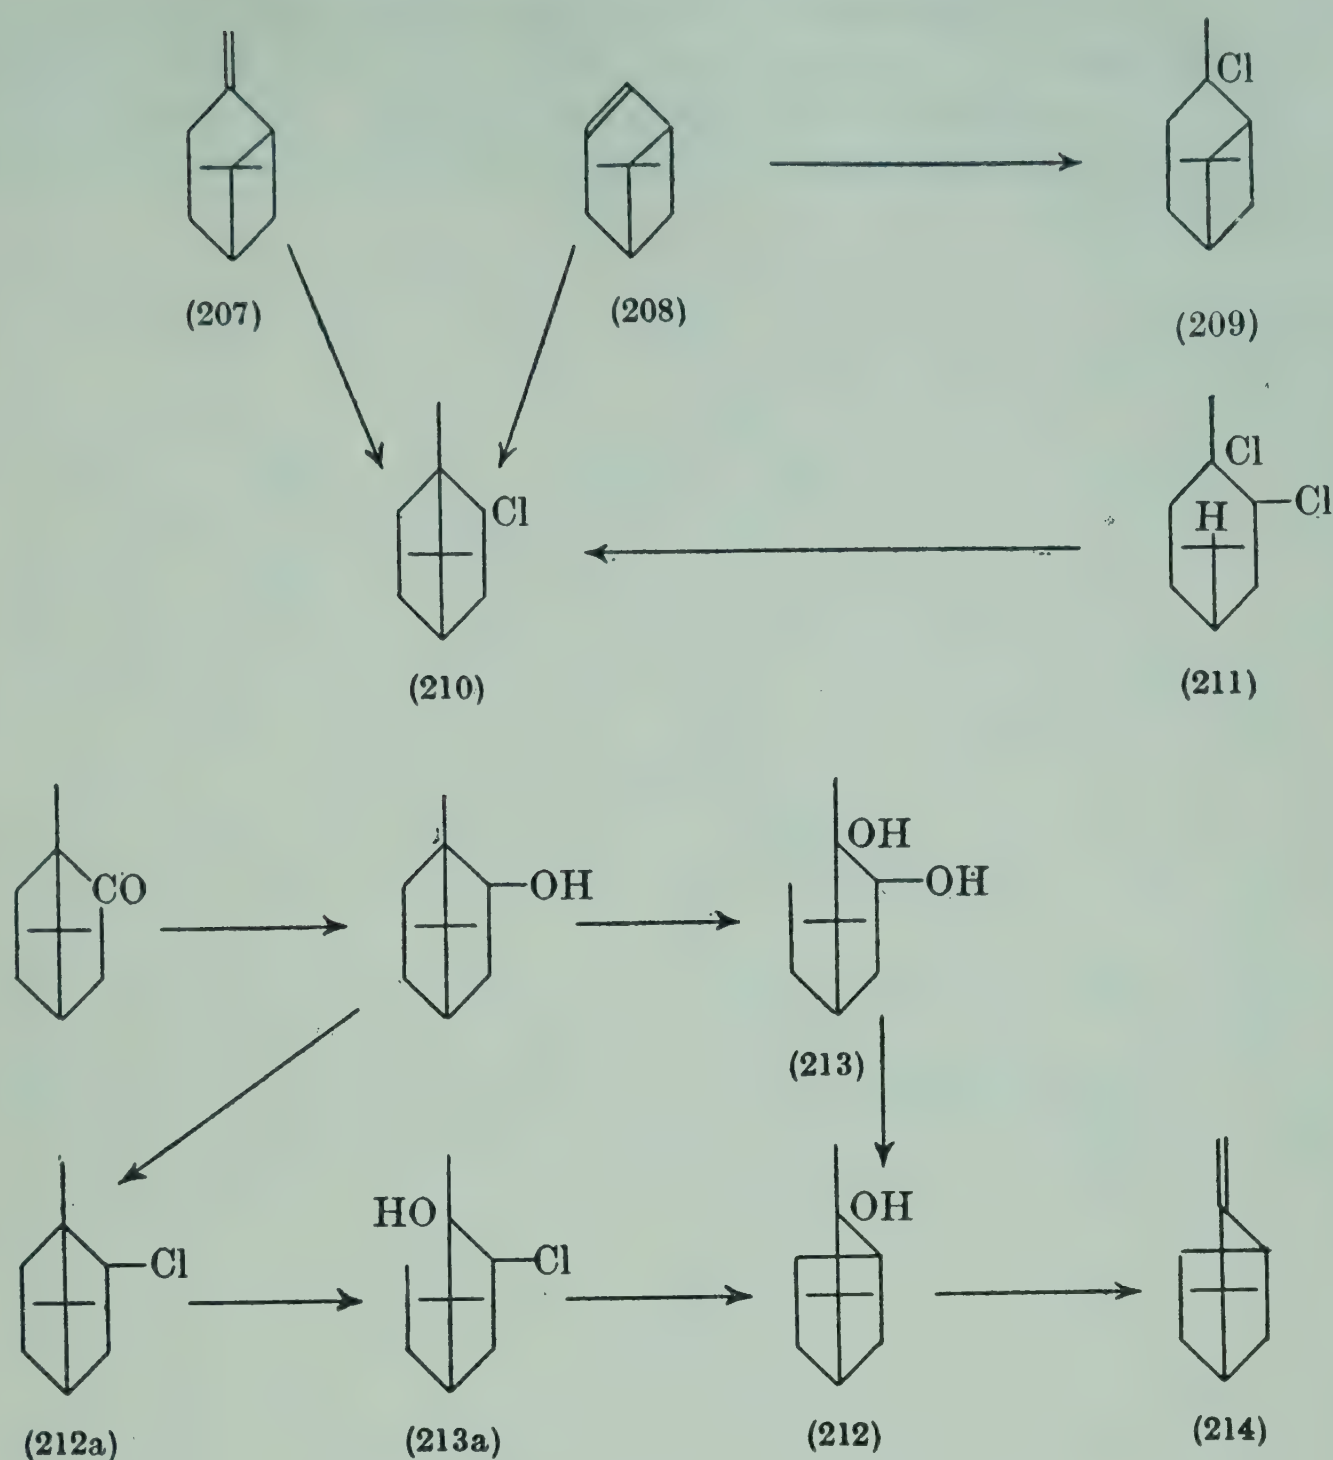 Cl
(207)
(208)
(209)
Cl
Cl
Cl
H
(210)
(211)
CO
OH
OH
OH
(213)
Cl
HO
Cl
OH
(212a)
(213a)
(212)
(214)